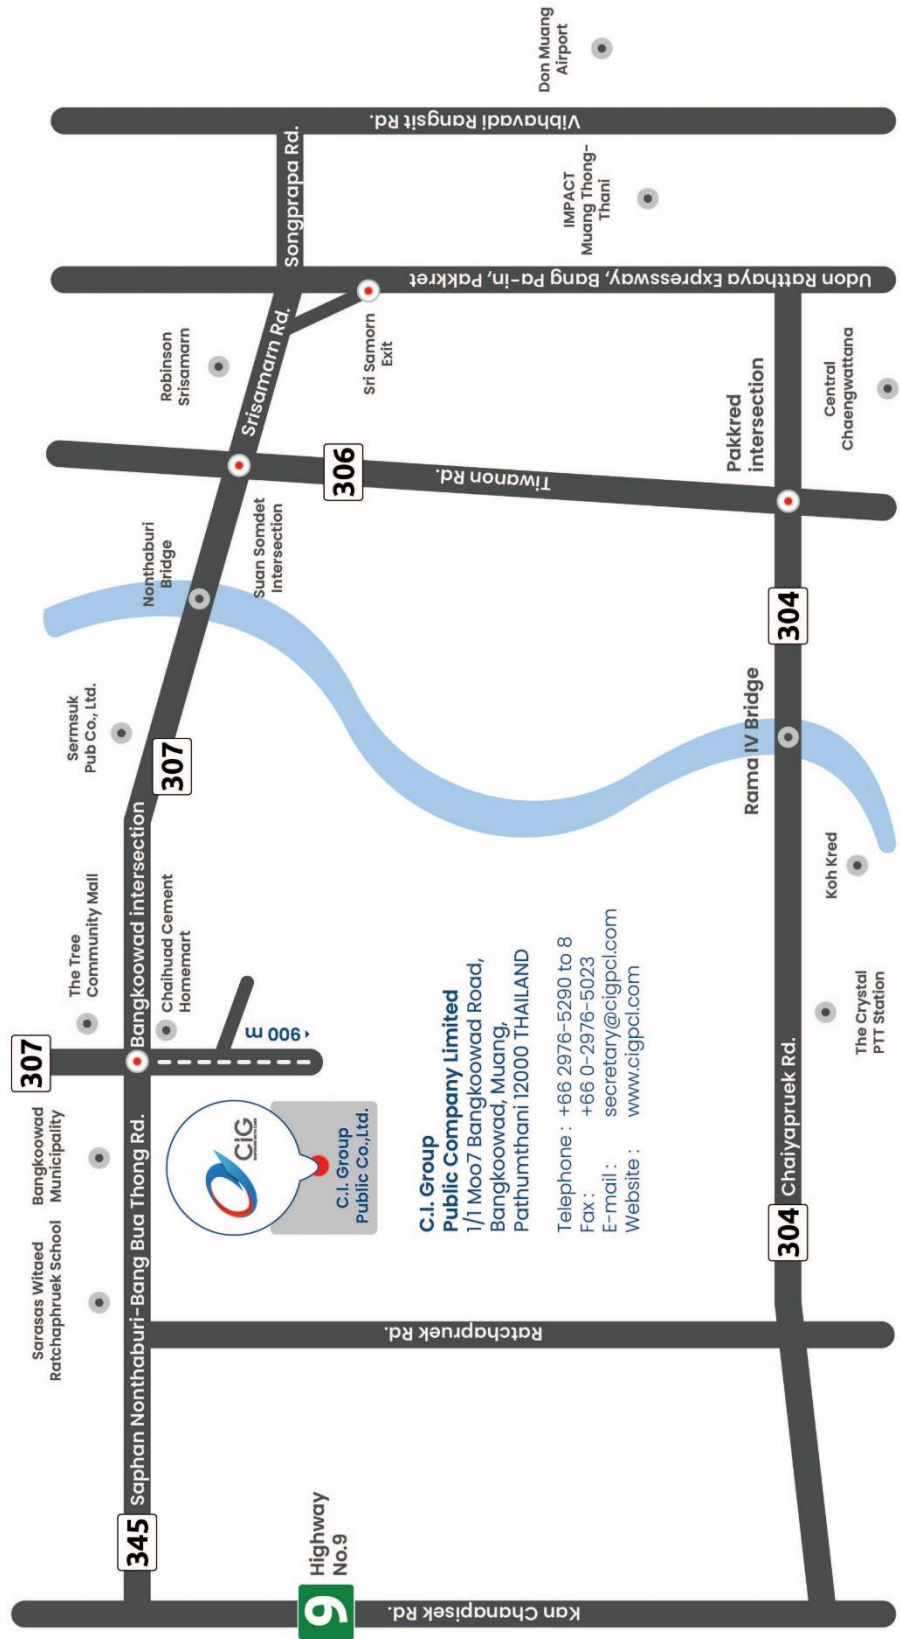 307
The Tree
Community Mall
Sermsuk
Pub Co., Ltd.
Nonthaburi
Bridge
Robinson
Srisamarn
Songprapa Rd.
Sarasas Witaed
Ratchaphruek School
Bangkoowad
Municipality
345
Saphan Nonthaburi-Bang Bua Thong Rd.
Bangkoowad intersection
307
Srisamarn Rd.
Chaihuad Cement
Homemart
Suan Somdet
Intersection
306
Sri Samorn
Exit
CiG
C.I. Group
Public Co.,Ltd.
900 m
9
Highway
No.9
Kan Chanapisek Rd.
Ratchapruek Rd.
Tiwanon Rd.
Udon Ratthaya Expressway, Bang Pa-in, Pakkret
Vibhavadi Rangsit Rd.
IMPACT
Muang Thong-
Thani
Don Muang
Airport
C.I. Group
Public Company Limited
1/1 Moo7 Bangkoowad Road,
Bangkoowad, Muang,
Pathumthani 12000 THAILAND
Telephone : +66 2976-5290 to 8
Fax : +66 0-2976-5023
E-mail : secretary@cigpcl.com
Website : www.cigpcl.com
Rama IV Bridge
Pakkred
intersection
304
Chaiyapruek Rd.
304
The Crystal
PTT Station
Koh Kred
Central
Chaengwattana